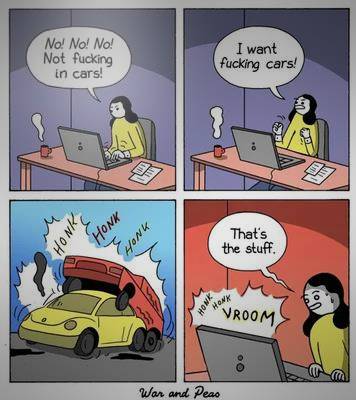 No! No! No!
Not fucking
in cars!
I want
fucking cars!
HONK
HONK
HONK
That's
the stuff.
HONK
HONK
VROOM
War and Peas